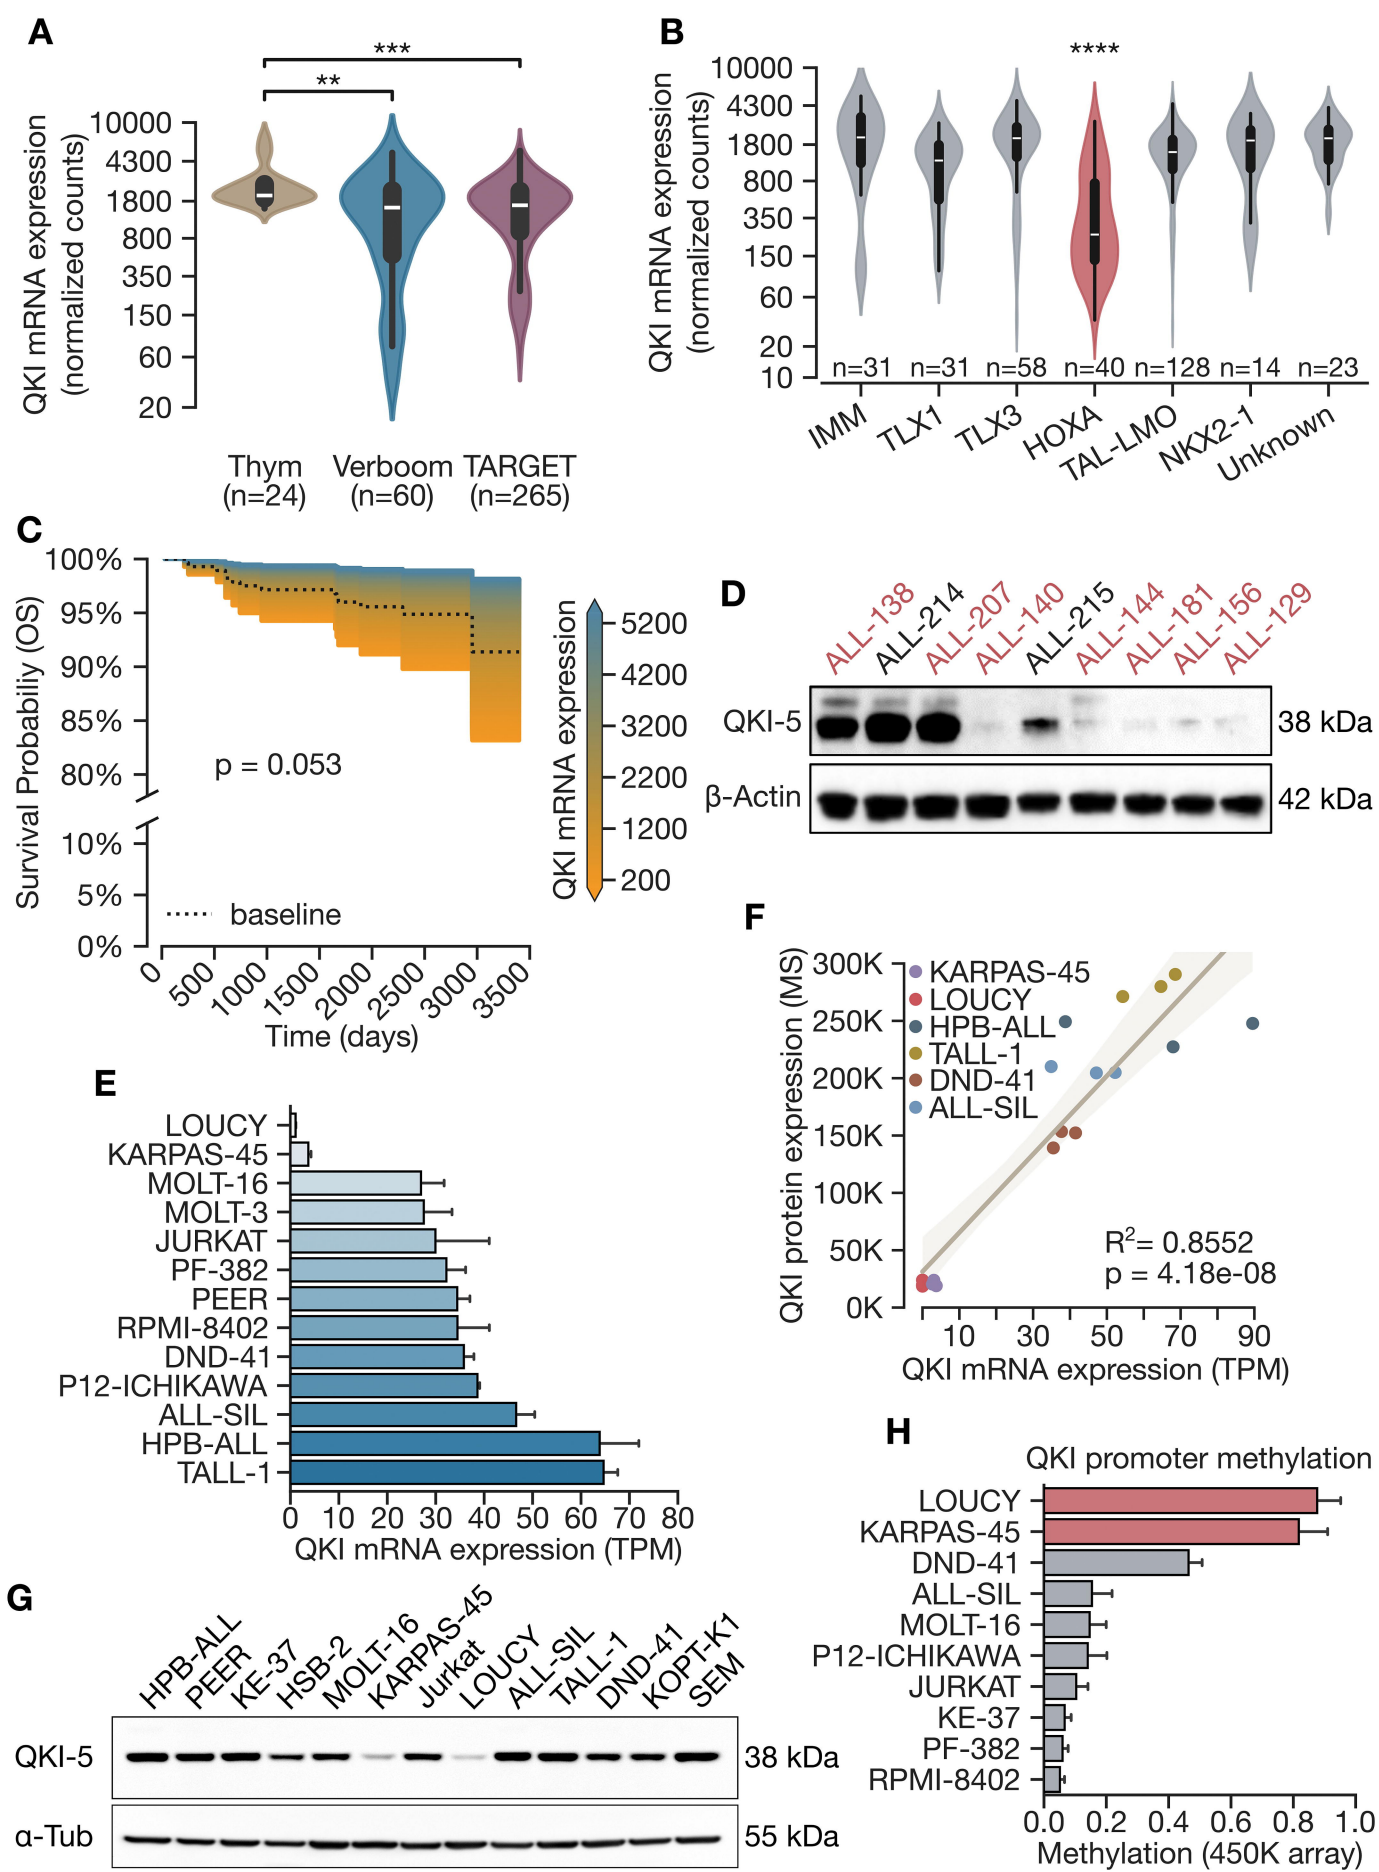 A
QKI mRNA expression
(normalized counts)
***
**
10000
4300
1800
800
350
150
60
20
Thym
(n=24)
Verboom
(n=60)
TARGET
(n=265)
B
QKI mRNA expression
(normalized counts)
****
10000
4300
1800
800
350
150
60
20
10
n=31 n=31 n=58 n=40 n=128 n=14 n=23
IMM TLX1 TLX3 HOXA TAL-LMO NKX2-1 Unknown
C
Survival Probabiliy (OS)
100%
95%
90%
85%
80%
10%
5%
0%
p = 0.053
baseline
0 500 1000 1500 2000 2500 3000 3500
Time (days)
QKI mRNA expression
5200
4200
3200
2200
1200
200
D
ALL-138 ALL-214 ALL-207 ALL-140 ALL-215 ALL-144 ALL-181 ALL-156 ALL-129
QKI-5 38 kDa
β-Actin 42 kDa
E
LOUCY
KARPAS-45
MOLT-16
MOLT-3
JURKAT
PF-382
PEER
RPMI-8402
DND-41
P12-ICHIKAWA
ALL-SIL
HPB-ALL
TALL-1
0 10 20 30 40 50 60 70 80
QKI mRNA expression (TPM)
F
QKI protein expression (MS)
300K
250K
200K
150K
100K
50K
0K
KARPAS-45
LOUCY
HPB-ALL
TALL-1
DND-41
ALL-SIL
R²= 0.8552
p = 4.18e-08
10 30 50 70 90
QKI mRNA expression (TPM)
G
HPB-ALL PEER KE-37 HSB-2 MOLT-16 KARPAS-45 Jurkat LOUCY ALL-SIL TALL-1 DND-41 KOPT-K1 SEM
QKI-5 38 kDa
α-Tub 55 kDa
H
QKI promoter methylation
LOUCY
KARPAS-45
DND-41
ALL-SIL
MOLT-16
P12-ICHIKAWA
JURKAT
KE-37
PF-382
RPMI-8402
0.0 0.2 0.4 0.6 0.8 1.0
Methylation (450K array)